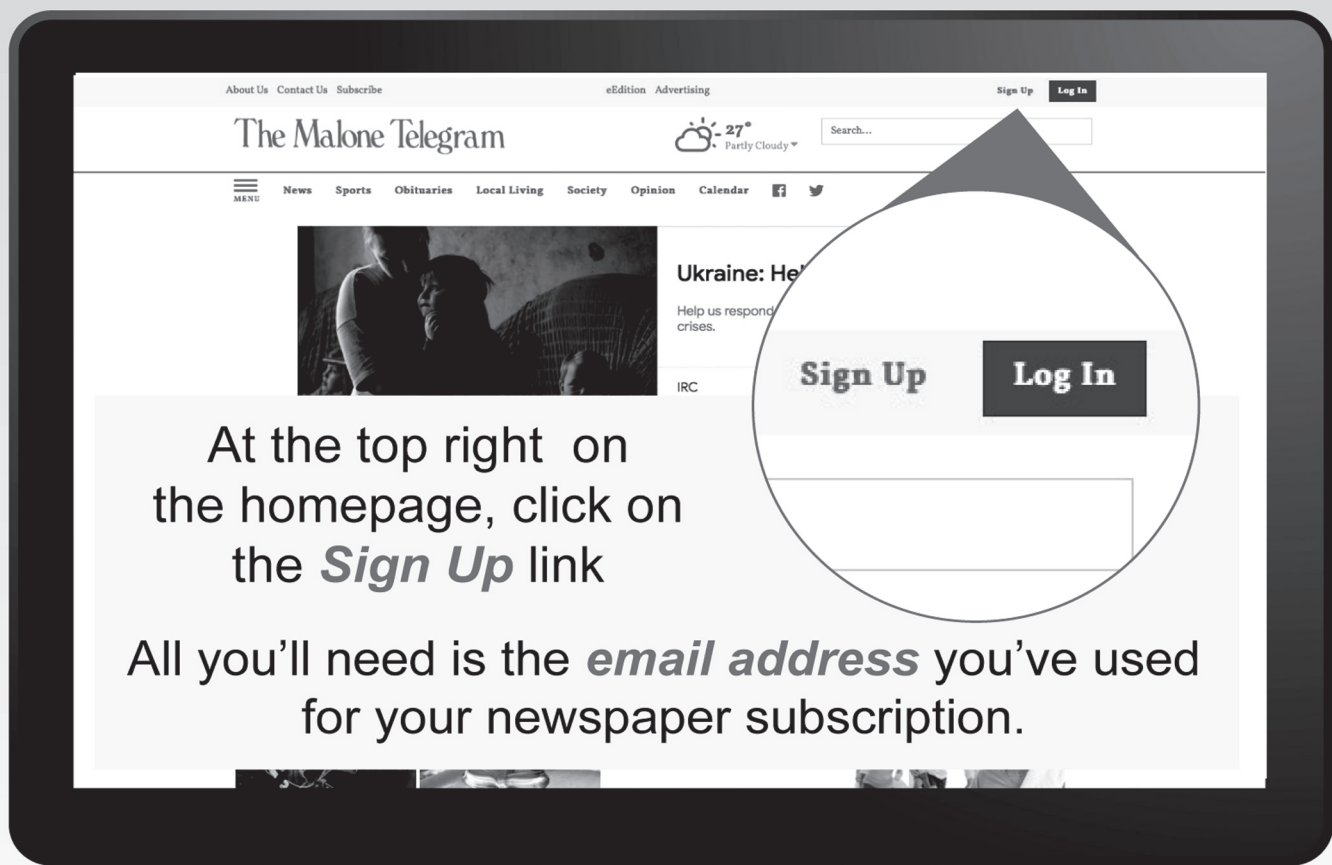 About Us Contact Us Subscribe eEdition Advertising Sign Up Log In
The Malone Telegram 27° Search...
Partly Cloudy
MENU News Sports Obituaries Local Living Society Opinion Calendar
Ukraine: Hel
Help us respond
crises.
IRC
Sign Up Log In
At the top right on
the homepage, click on
the Sign Up link
All you'll need is the email address you've used
for your newspaper subscription.